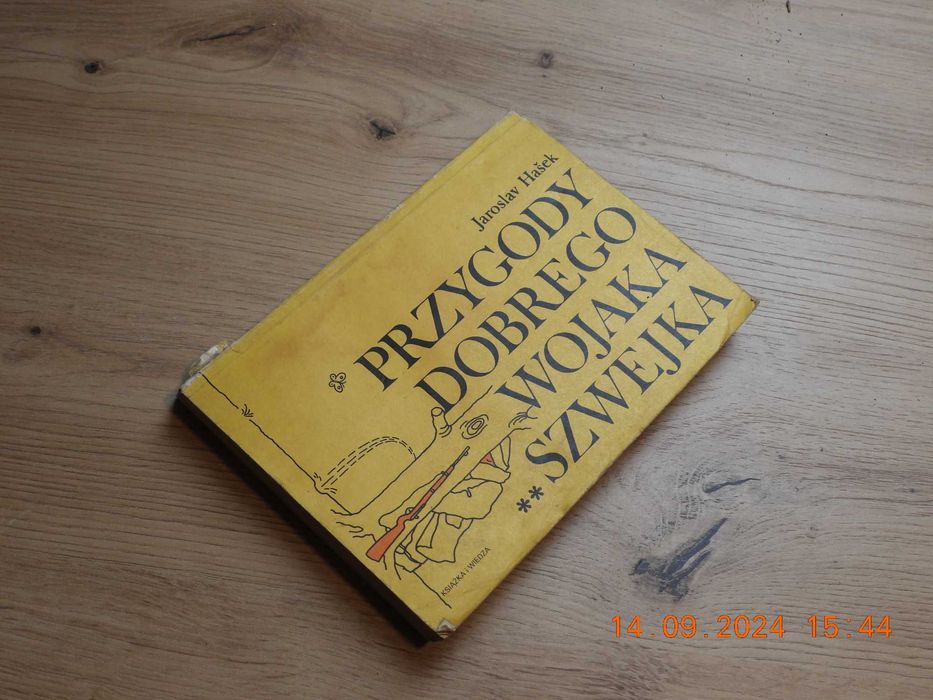 Jaroslav Hašek
PRZYGODY
DOBREGO
WOJAKA
SZWEJKA
**
KSIĄŻKA i WIEDZA
14.09.2024 15:44